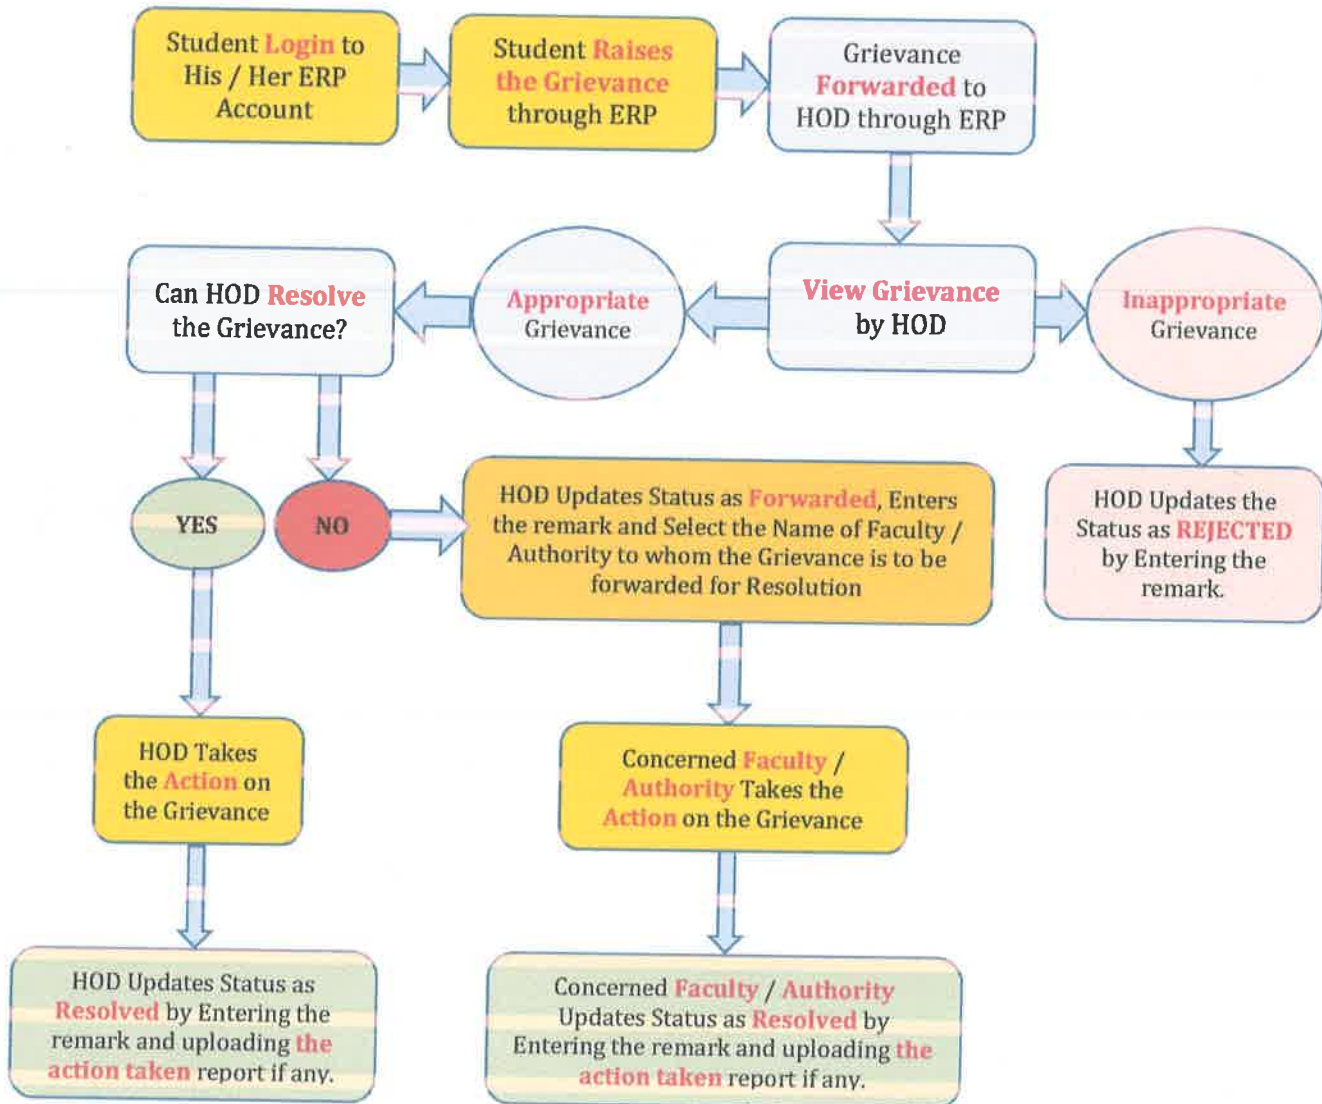 Student Login to
His / Her ERP
Account
Student Raises
the Grievance
through ERP
Grievance
Forwarded to
HOD through ERP
Can HOD Resolve
the Grievance?
Appropriate
Grievance
View Grievance
by HOD
Inappropriate
Grievance
YES
NO
HOD Updates Status as Forwarded, Enters
the remark and Select the Name of Faculty /
Authority to whom the Grievance is to be
forwarded for Resolution
HOD Updates the
Status as REJECTED
by Entering the
remark.
HOD Takes
the Action on
the Grievance
Concerned Faculty /
Authority Takes the
Action on the Grievance
HOD Updates Status as
Resolved by Entering the
remark and uploading the
action taken report if any.
Concerned Faculty / Authority
Updates Status as Resolved by
Entering the remark and uploading the
action taken report if any.